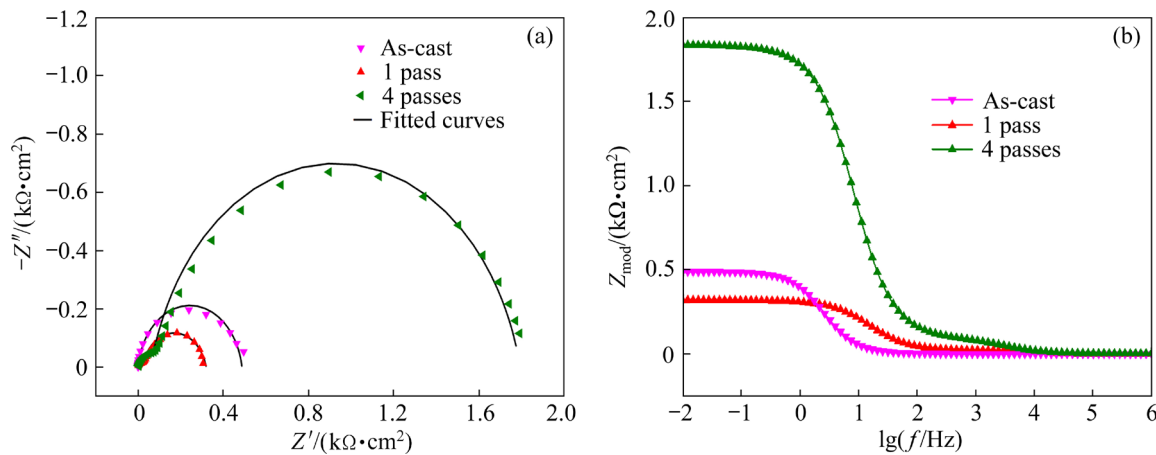 (a)
As-cast
1 pass
4 passes
Fitted curves
−Z″/(kΩ•cm²)
−1.2
−1.0
−0.8
−0.6
−0.4
−0.2
0
0 0.4 0.8 1.2 1.6 2.0
Z′/(kΩ•cm²)
(b)
As-cast
1 pass
4 passes
Zmod/(kΩ•cm²)
2.0
1.5
1.0
0.5
0
−2 −1 0 1 2 3 4 5 6
lg(f/Hz)